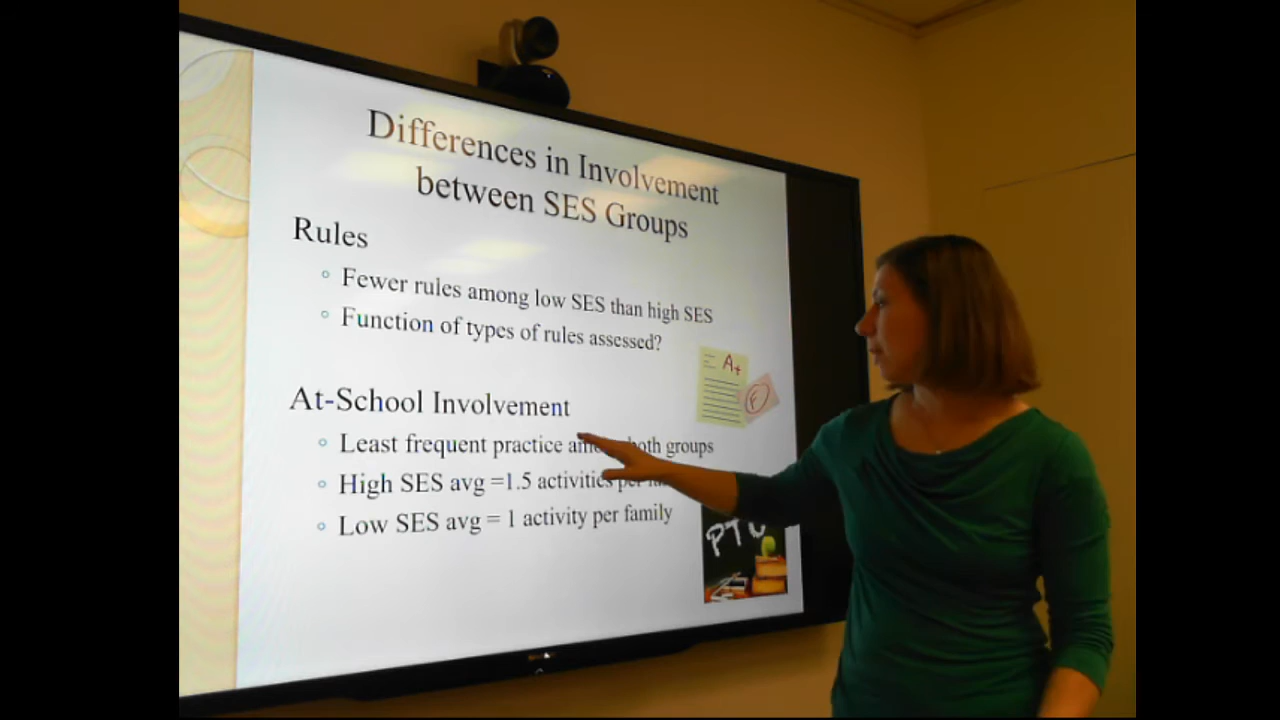 Differences in Involvement
between SES Groups
Rules
Fewer rules among low SES than high SES
Function of types of rules assessed?
A+
F
At-School Involvement
Least frequent practice both groups
High SES avg =1.5 activities per
Low SES avg = 1 activity per family
PTO